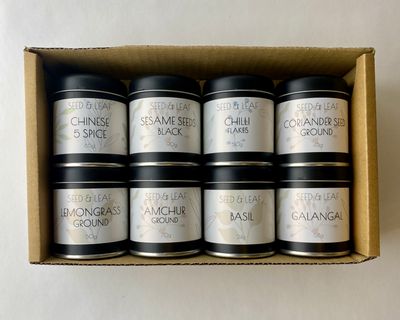 SEED & LEAF
CHINESE
5 SPICE
SEED & LEAF
SESAME SEEDS
BLACK
SEED & LEAF
CHILLI
FLAKES
SEED & LEAF
CORIANDER SEED
GROUND
SEED & LEAF
LEMONGRASS
GROUND
50g
SEED & LEAF
AMCHUR
GROUND
SEED & LEAF
BASIL
SEED & LEAF
GALANGAL